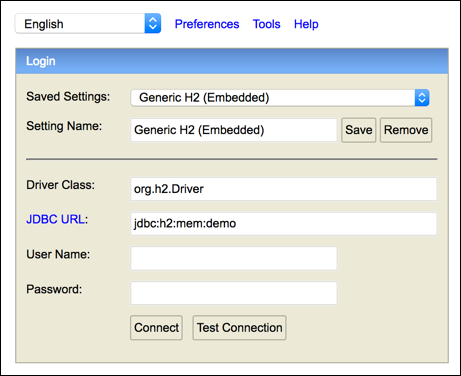 English Preferences Tools Help
Login
Saved Settings: Generic H2 (Embedded)
Setting Name: Generic H2 (Embedded) Save Remove
Driver Class: org.h2.Driver
JDBC URL: jdbc:h2:mem:demo
User Name:
Password:
Connect Test Connection